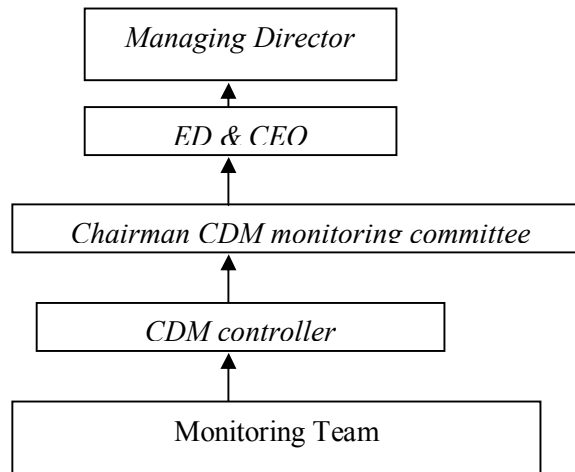 Managing Director
ED & CEO
Chairman CDM monitoring committee
CDM controller
Monitoring Team